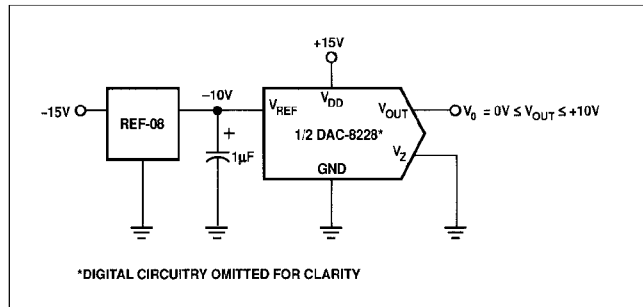 +15V
–15V
–10V
REF-08
V_REF
V_DD
V_OUT
V_0 = 0V ≤ V_OUT ≤ +10V
1/2 DAC-8228*
+
1μF
V_Z
GND
*DIGITAL CIRCUITRY OMITTED FOR CLARITY